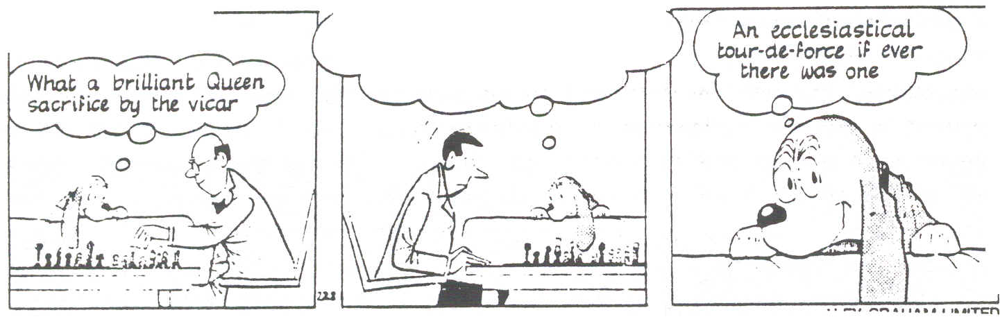 What a brilliant Queen
sacrifice by the vicar
An ecclesiastical
tour-de-force if ever
there was one